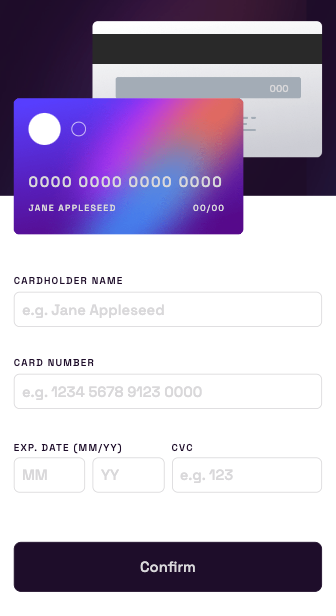 000
0000 0000 0000 0000
JANE APPLESEED 00/00
CARDHOLDER NAME
e.g. Jane Appleseed
CARD NUMBER
e.g. 1234 5678 9123 0000
EXP. DATE (MM/YY) CVC
MM YY e.g. 123
Confirm